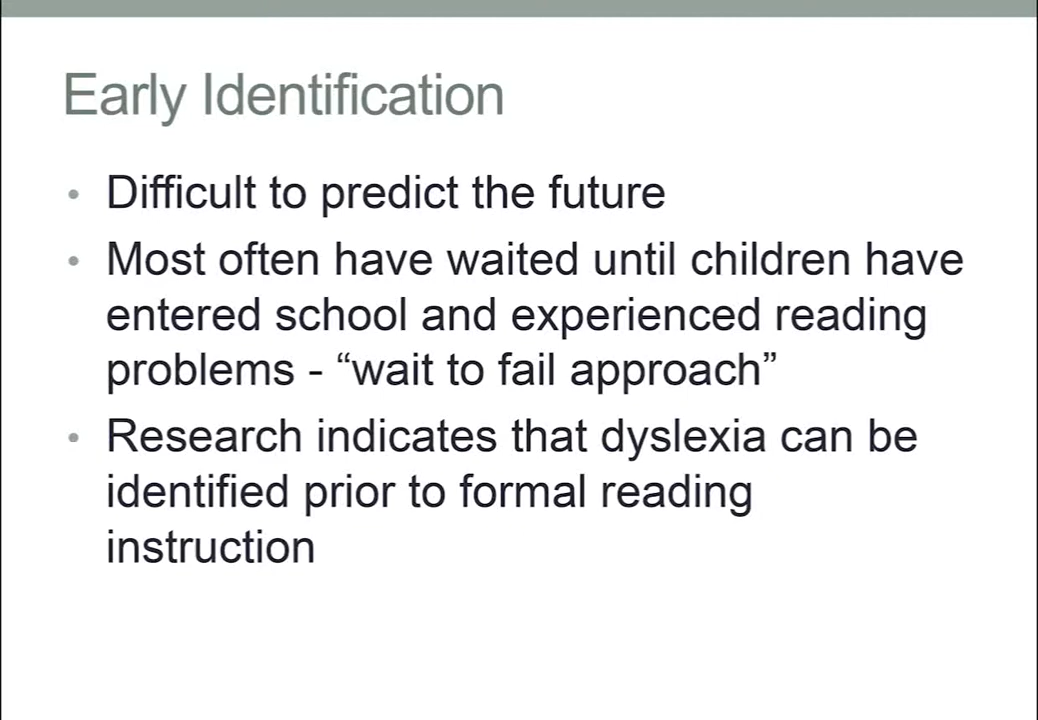 Early Identification
• Difficult to predict the future
• Most often have waited until children have
entered school and experienced reading
problems - “wait to fail approach”
• Research indicates that dyslexia can be
identified prior to formal reading
instruction